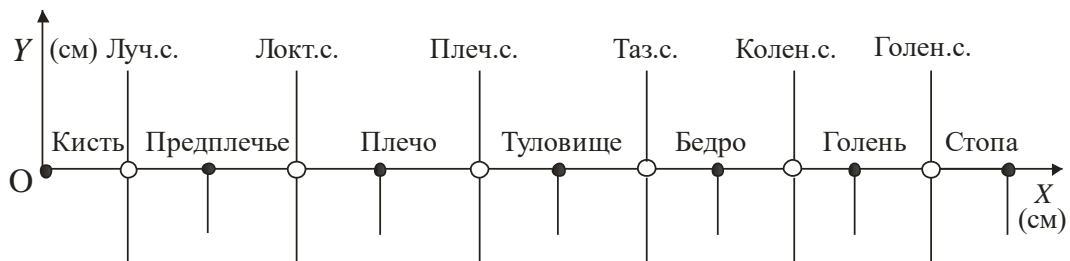 Y (см) Луч.с. Локт.с. Плеч.с. Таз.с. Колен.с. Голен.с.
Кисть Предплечье Плечо Туловище Бедро Голень Стопа
O
X
(см)